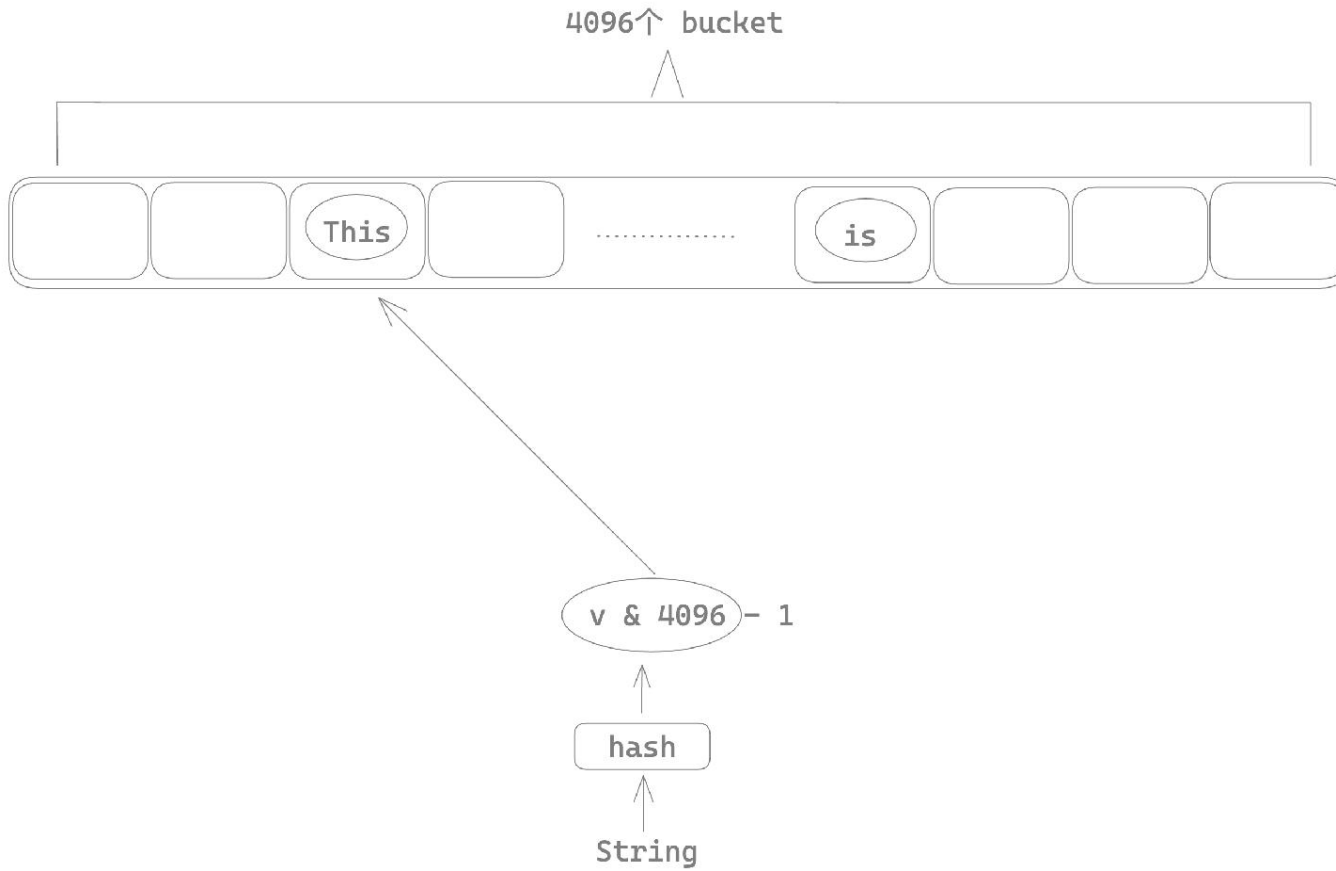 4096个 bucket
This
is
v & 4096 - 1
hash
String